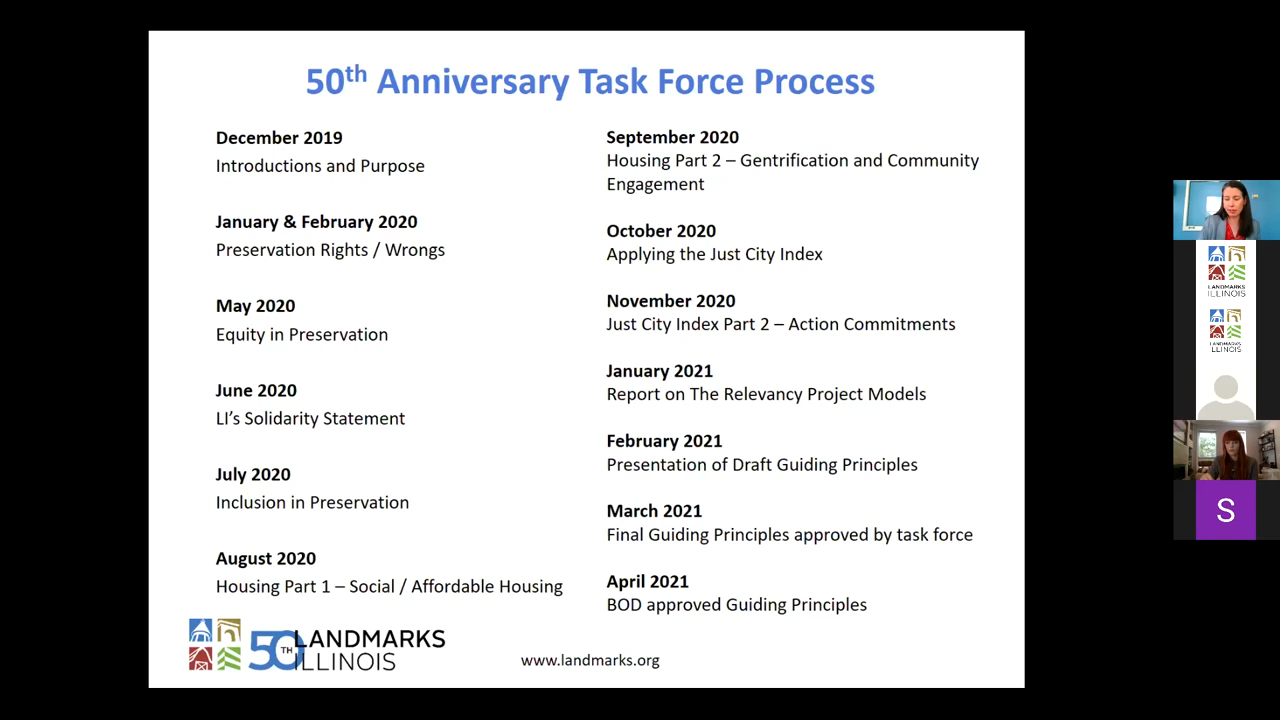 50th Anniversary Task Force Process
December 2019
Introductions and Purpose
January & February 2020
Preservation Rights / Wrongs
May 2020
Equity in Preservation
June 2020
LI's Solidarity Statement
July 2020
Inclusion in Preservation
August 2020
Housing Part 1 – Social / Affordable Housing
September 2020
Housing Part 2 – Gentrification and Community
Engagement
October 2020
Applying the Just City Index
November 2020
Just City Index Part 2 – Action Commitments
January 2021
Report on The Relevancy Project Models
February 2021
Presentation of Draft Guiding Principles
March 2021
Final Guiding Principles approved by task force
April 2021
BOD approved Guiding Principles
50TH LANDMARKS
ILLINOIS
www.landmarks.org
LANDMARKS
ILLINOIS
LANDMARKS
ILLINOIS
S